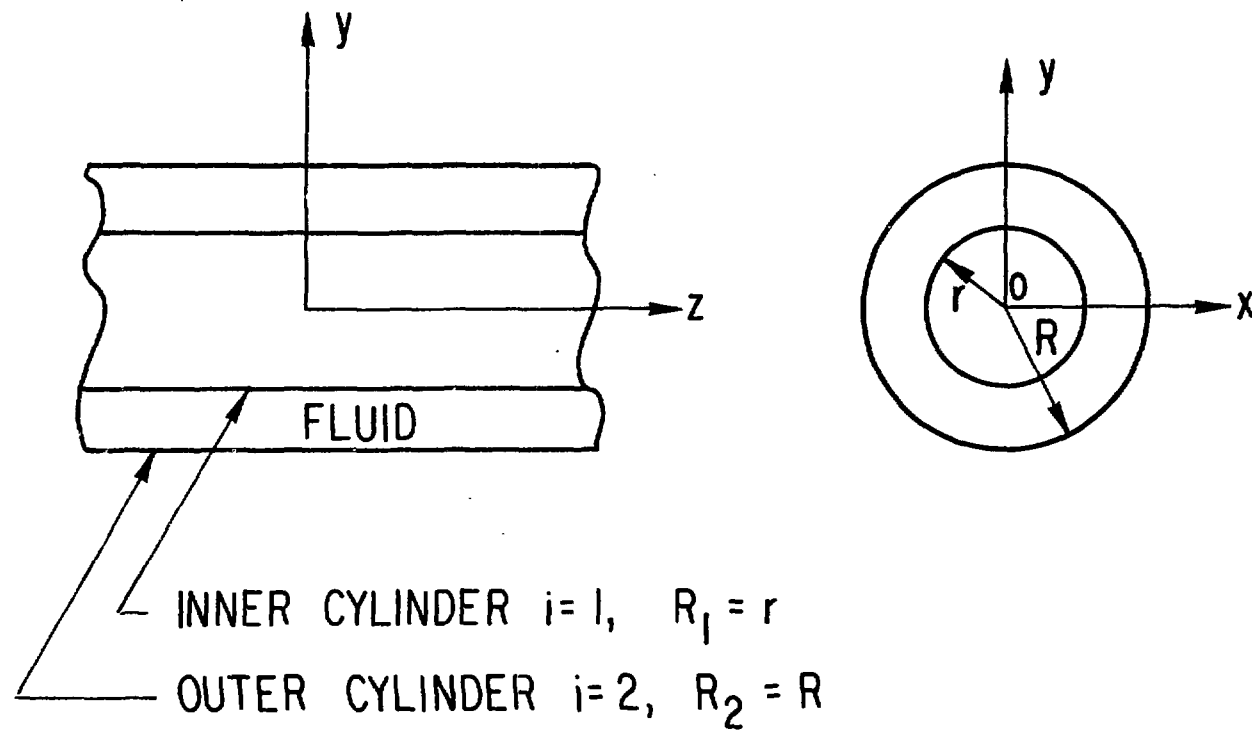 y
z
FLUID
y
x
O
r
R
INNER CYLINDER i=1, R₁ = r
OUTER CYLINDER i=2, R₂ = R